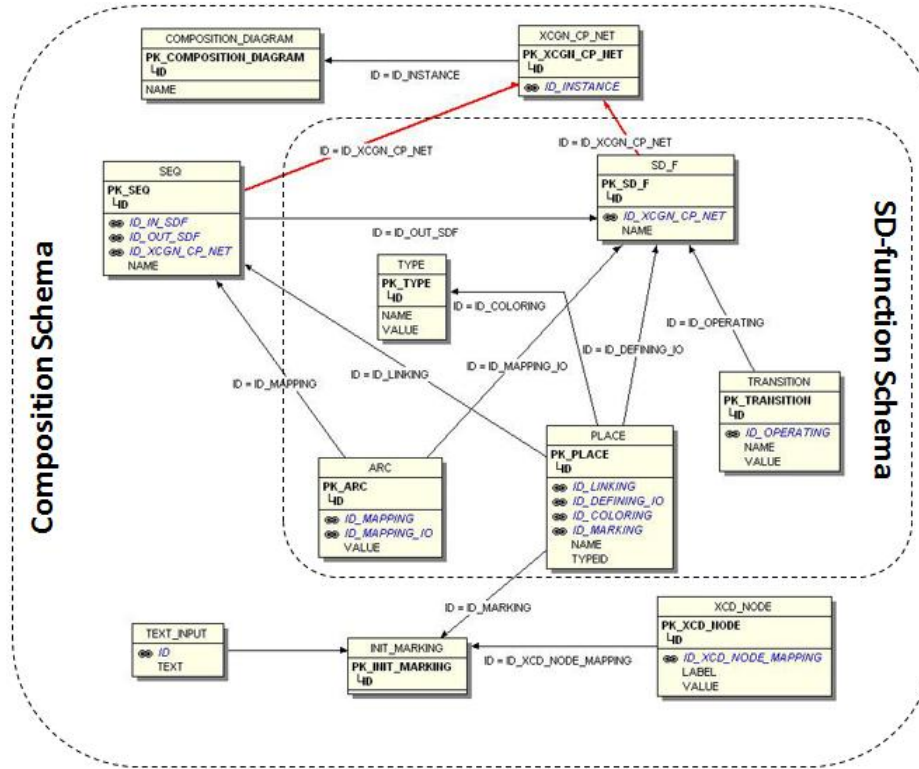 COMPOSITION_DIAGRAM
PK_COMPOSITION_DIAGRAM
ID
NAME
XCGN_CP_NET
PK_XCGN_CP_NET
ID
ID_INSTANCE
ID = ID_INSTANCE
ID = ID_XCGN_CP_NET
ID = ID_XCGN_CP_NET
SEQ
PK_SEQ
ID
ID_IN_SDF
ID_OUT_SDF
ID_XCGN_CP_NET
NAME
SD_F
PK_SD_F
ID
ID_XCGN_CP_NET
NAME
ID = ID_OUT_SDF
TYPE
PK_TYPE
ID
NAME
VALUE
ID = ID_COLORING
ID = ID_OPERATING
ID = ID_DEFINING_IO
ID = ID_MAPPING_IO
ID = ID_LINKING
ID = ID_MAPPING
TRANSITION
PK_TRANSITION
ID
ID_OPERATING
NAME
VALUE
ARC
PK_ARC
ID
ID_MAPPING
ID_MAPPING_IO
VALUE
PLACE
PK_PLACE
ID
ID_LINKING
ID_DEFINING_IO
ID_COLORING
ID_MARKING
NAME
TYPEID
ID = ID_MARKING
TEXT_INPUT
ID
TEXT
INIT_MARKING
PK_INIT_MARKING
ID
ID = ID_XCD_NODE_MAPPING
XCD_NODE
PK_XCD_NODE
ID
ID_XCD_NODE_MAPPING
LABEL
VALUE
Composition Schema
SD-function Schema